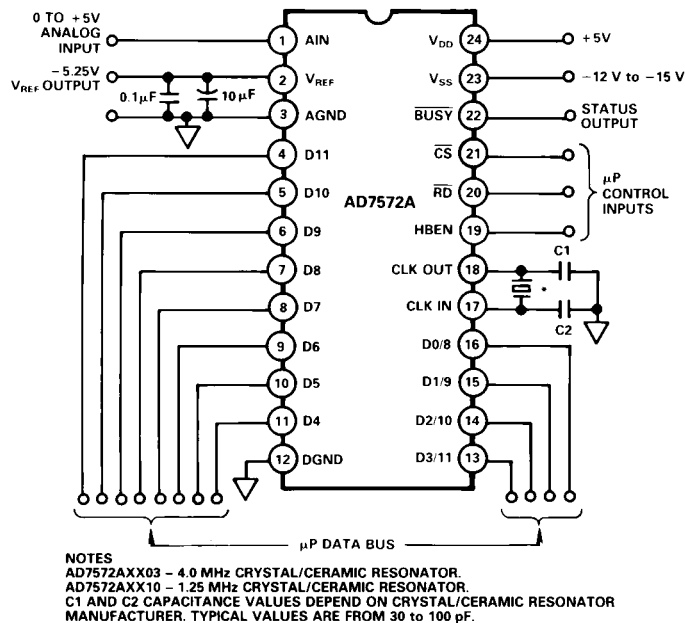 0 TO +5V
ANALOG
INPUT
−5.25V
VREF OUTPUT
0.1µF
10µF
1 AIN
2 VREF
3 AGND
4 D11
5 D10
6 D9
7 D8
8 D7
9 D6
10 D5
11 D4
12 DGND
AD7572A
VDD 24
VSS 23
BUSY 22
CS 21
RD 20
HBEN 19
CLK OUT 18
CLK IN 17
D0/8 16
D1/9 15
D2/10 14
D3/11 13
+5V
−12 V to −15 V
STATUS
OUTPUT
µP
CONTROL
INPUTS
C1
*
C2
µP DATA BUS
NOTES
AD7572AXX03 – 4.0 MHz CRYSTAL/CERAMIC RESONATOR.
AD7572AXX10 – 1.25 MHz CRYSTAL/CERAMIC RESONATOR.
C1 AND C2 CAPACITANCE VALUES DEPEND ON CRYSTAL/CERAMIC RESONATOR
MANUFACTURER. TYPICAL VALUES ARE FROM 30 to 100 pF.